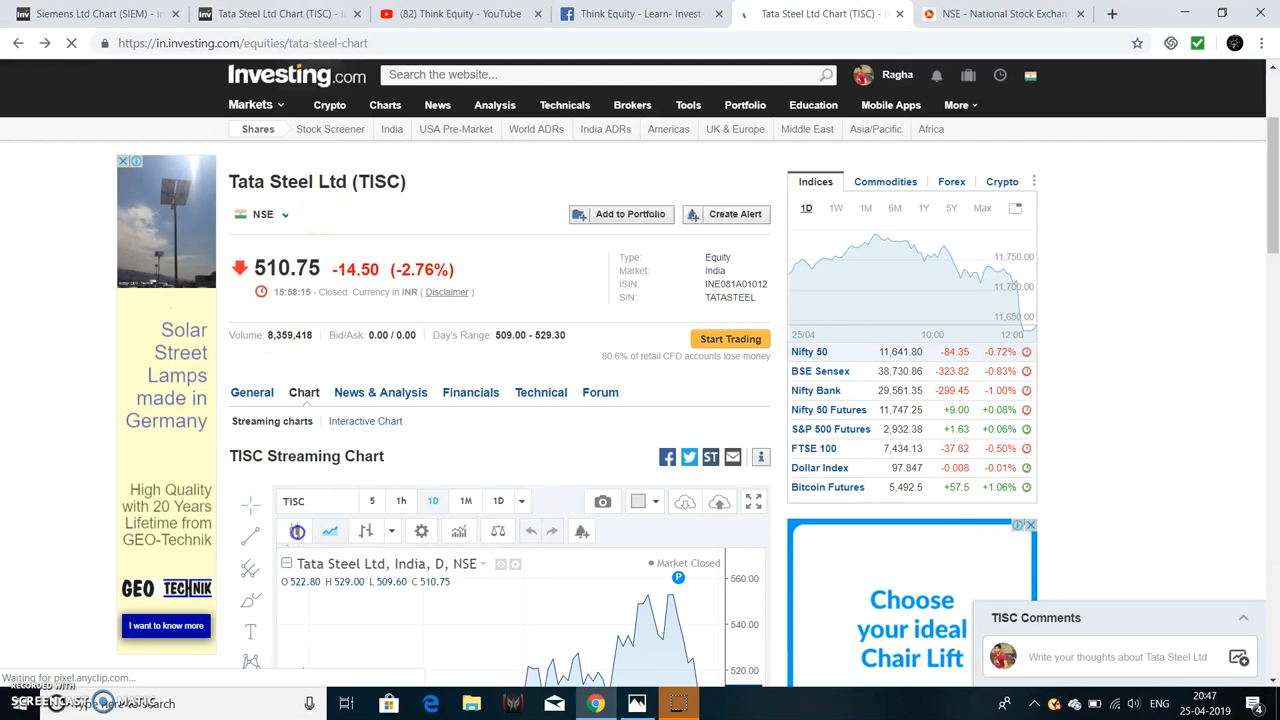 Siemens Ltd Chart (SIEM) - Inv
Tata Steel Ltd Chart (TISC) - I
(82) Think Equity - YouTube
Think Equity - Learn- Invest-
Tata Steel Ltd Chart (TISC) - I
NSE - National Stock Exchan
https://in.investing.com/equities/tata-steel-chart
Investing.com
Search the website...
Ragha
Markets
Crypto
Charts
News
Analysis
Technicals
Brokers
Tools
Portfolio
Education
Mobile Apps
More
Shares
Stock Screener
India
USA Pre-Market
World ADRs
India ADRs
Americas
UK & Europe
Middle East
Asia/Pacific
Africa
Tata Steel Ltd (TISC)
NSE
Add to Portfolio
Create Alert
510.75 -14.50 (-2.76%)
15:58:15 - Closed. Currency in INR ( Disclaimer )
Type: Equity
Market: India
ISIN: INE081A01012
S/N: TATASTEEL
Volume: 8,359,418
Bid/Ask: 0.00 / 0.00
Day's Range: 509.00 - 529.30
Start Trading
80.6% of retail CFD accounts lose money
General
Chart
News & Analysis
Financials
Technical
Forum
Streaming charts
Interactive Chart
TISC Streaming Chart
ST
TISC
5
1h
1D
1M
1D
Tata Steel Ltd, India, D, NSE
Market Closed
O 522.80 H 529.00 L 509.60 C 510.75
P
560.00
540.00
520.00
T
Solar
Street
Lamps
made in
Germany
High Quality
with 20 Years
Lifetime from
GEO-Technik
GEO TECHNIK
I want to know more
Indices
Commodities
Forex
Crypto
1D
1W
1M
6M
1Y
5Y
Max
11,750.00
11,700.00
11,650.00
25/04
10:00
12:00
Nifty 50 11,641.80 -84.35 -0.72%
BSE Sensex 38,730.86 -323.82 -0.83%
Nifty Bank 29,561.35 -299.45 -1.00%
Nifty 50 Futures 11,747.25 +9.00 +0.08%
S&P 500 Futures 2,932.38 +1.63 +0.06%
FTSE 100 7,434.13 -37.62 -0.50%
Dollar Index 97.847 -0.008 -0.01%
Bitcoin Futures 5,492.5 +57.5 +1.06%
Choose
your ideal
Chair Lift
TISC Comments
Write your thoughts about Tata Steel Ltd
Waiting for pixel.anyclip.com...
RECORDED WITH
SCREENCAST MATIC
Type here to search
ENG
20:47
25-04-2019
4